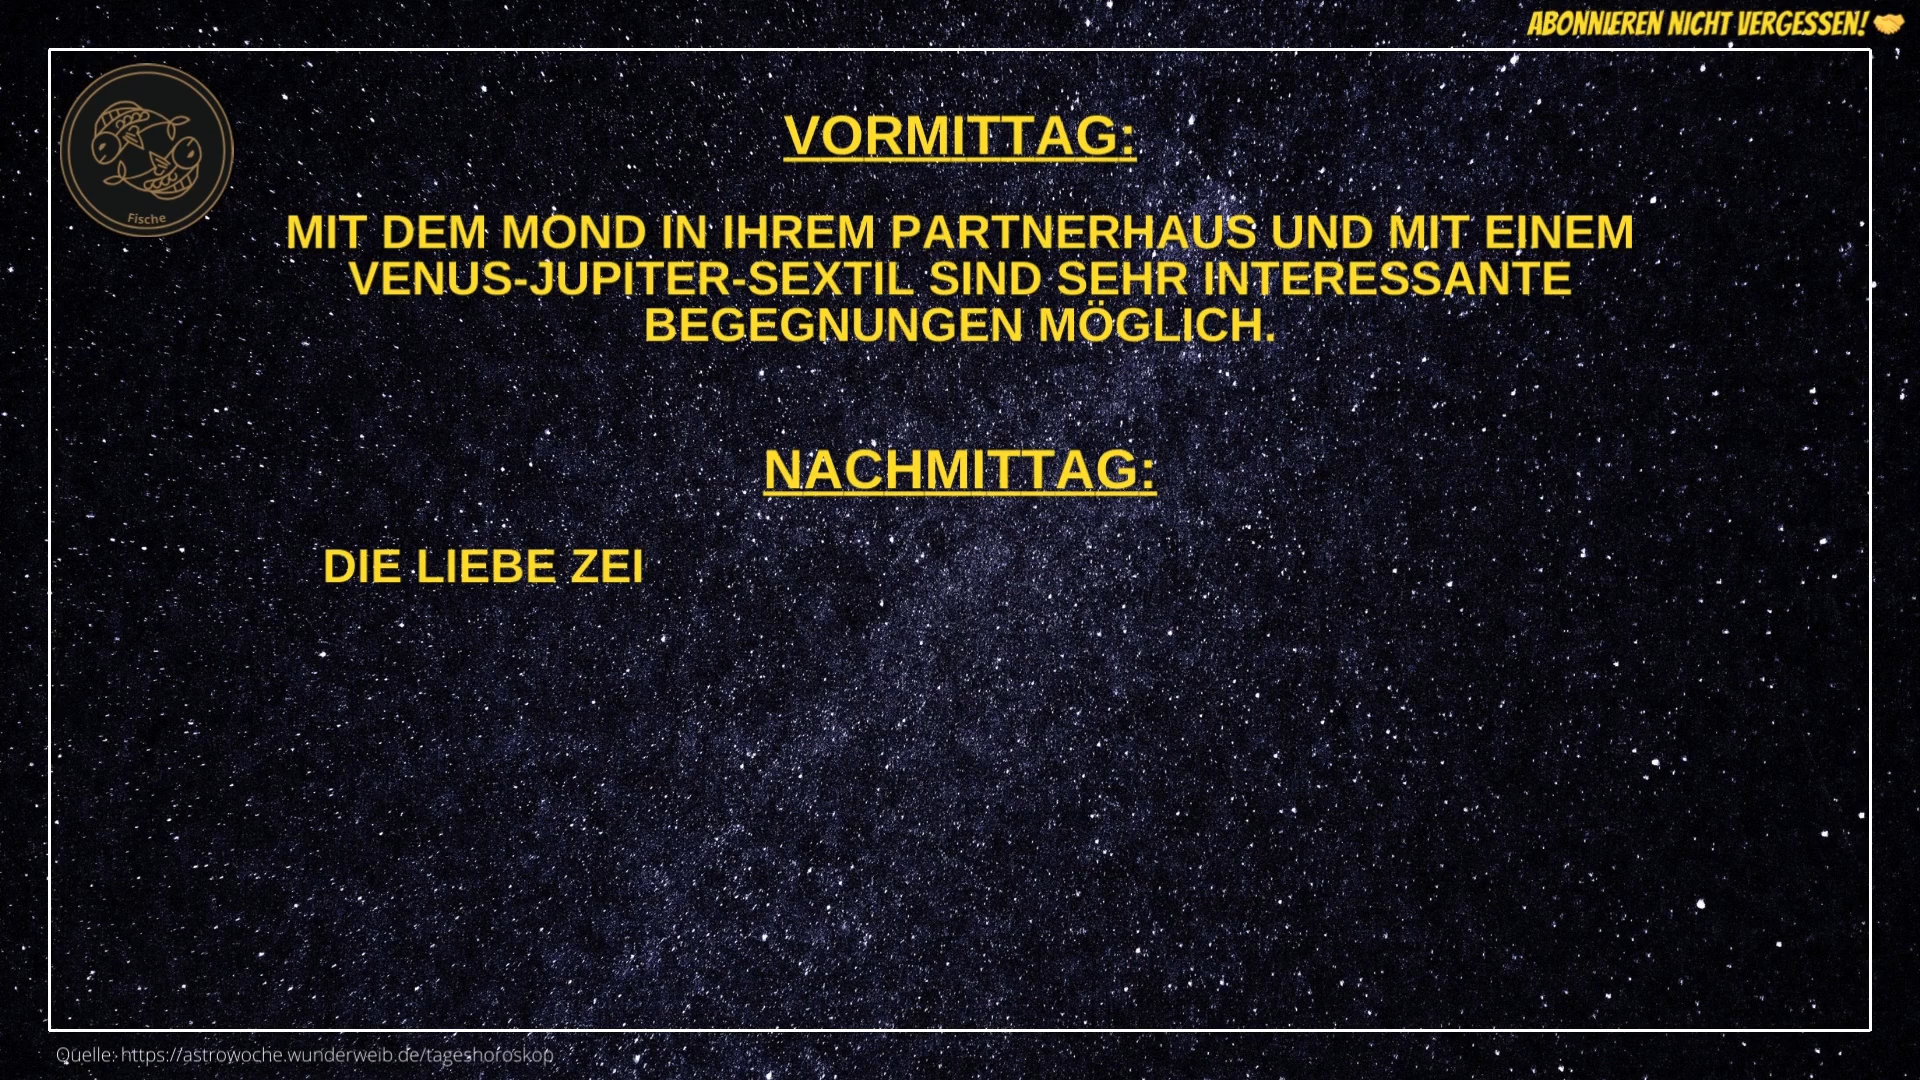 ABONNIEREN NICHT VERGESSEN!
Fische
VORMITTAG:
MIT DEM MOND IN IHREM PARTNERHAUS UND MIT EINEM
VENUS-JUPITER-SEXTIL SIND SEHR INTERESSANTE
BEGEGNUNGEN MÖGLICH.
NACHMITTAG:
DIE LIEBE ZEI
Quelle: https://astrowoche.wunderweib.de/tageshoroskop